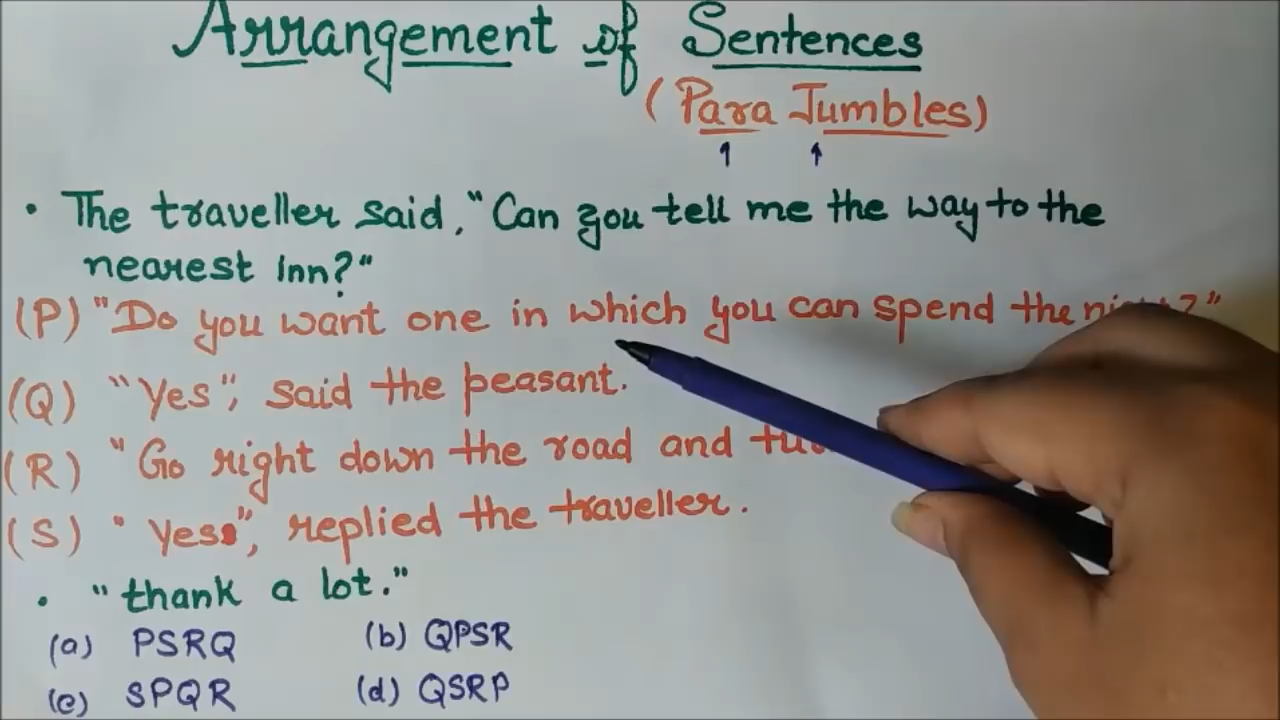 Arrangement of Sentences
(Para Jumbles)
• The traveller said, "Can you tell me the way to the
nearest inn?"
(P) "Do you want one in which you can spend the
(Q) "Yes", said the peasant.
(R) "Go right down the road and
(S) "Yes", replied the traveller.
• "thank a lot."
(a) PSRQ (b) QPSR
(c) SPQR (d) QSRP